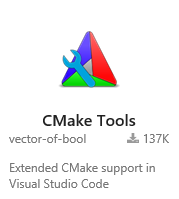 CMake Tools
vector-of-bool 137K
Extended CMake support in
Visual Studio Code